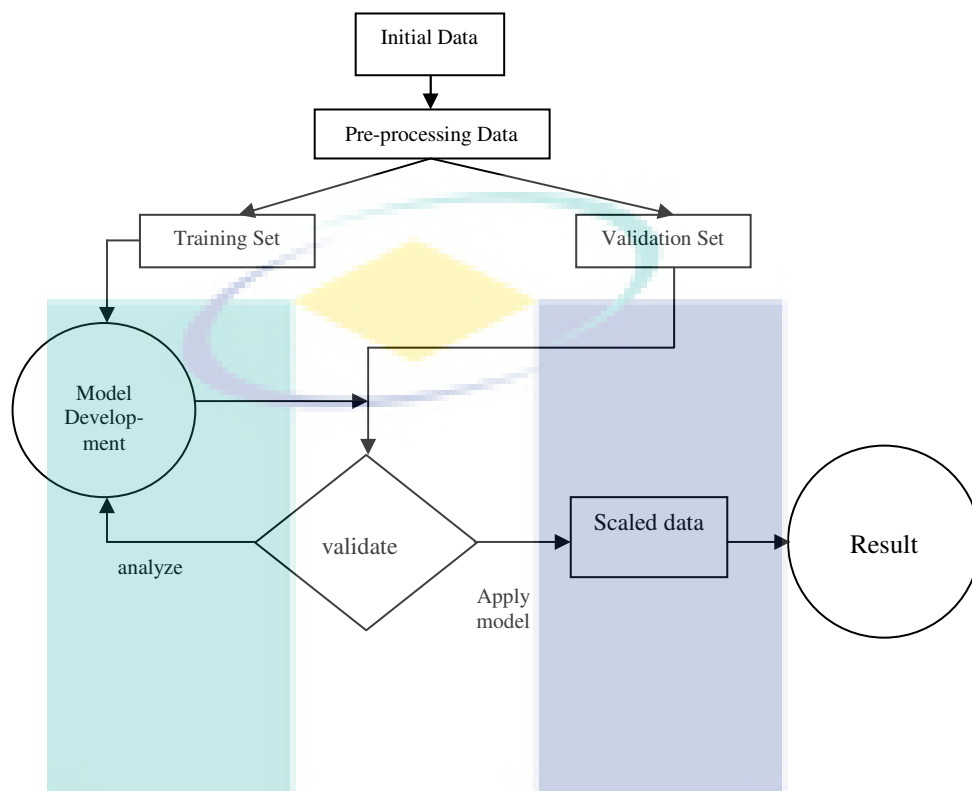 Initial Data
Pre-processing Data
Training Set
Validation Set
Model
Develop-
ment
validate
analyze
Apply
model
Scaled data
Result